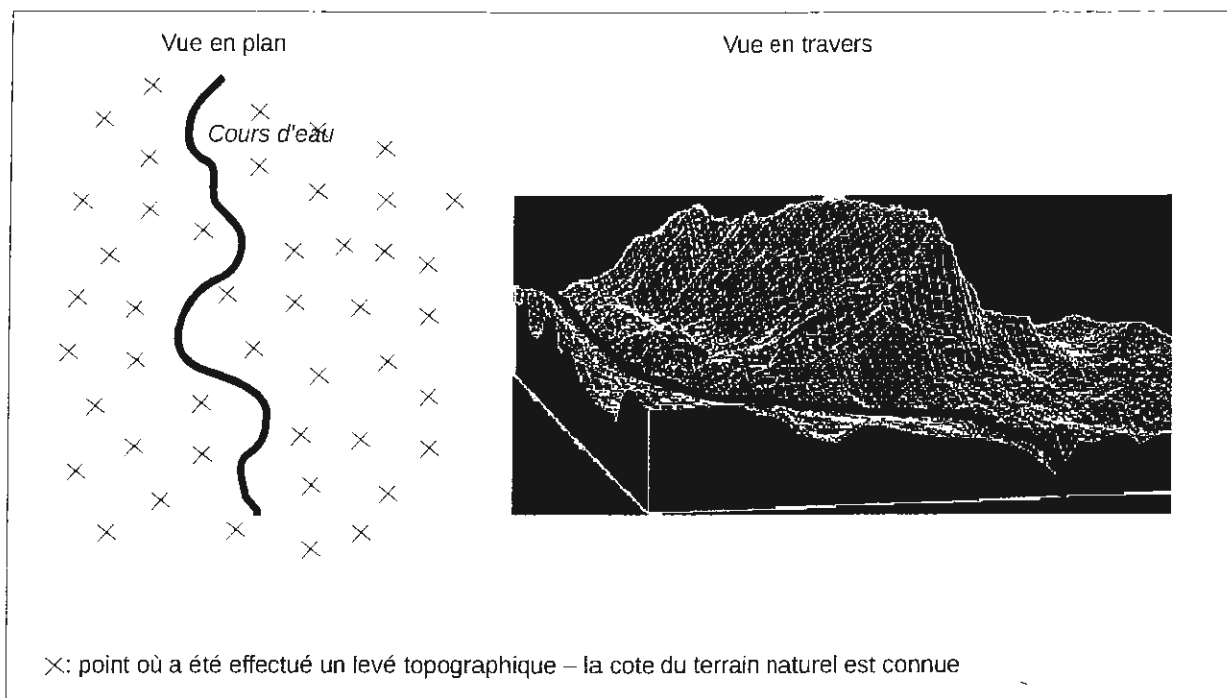 Vue en plan
Vue en travers
Cours d'eau
×: point où a été effectué un levé topographique – la cote du terrain naturel est connue